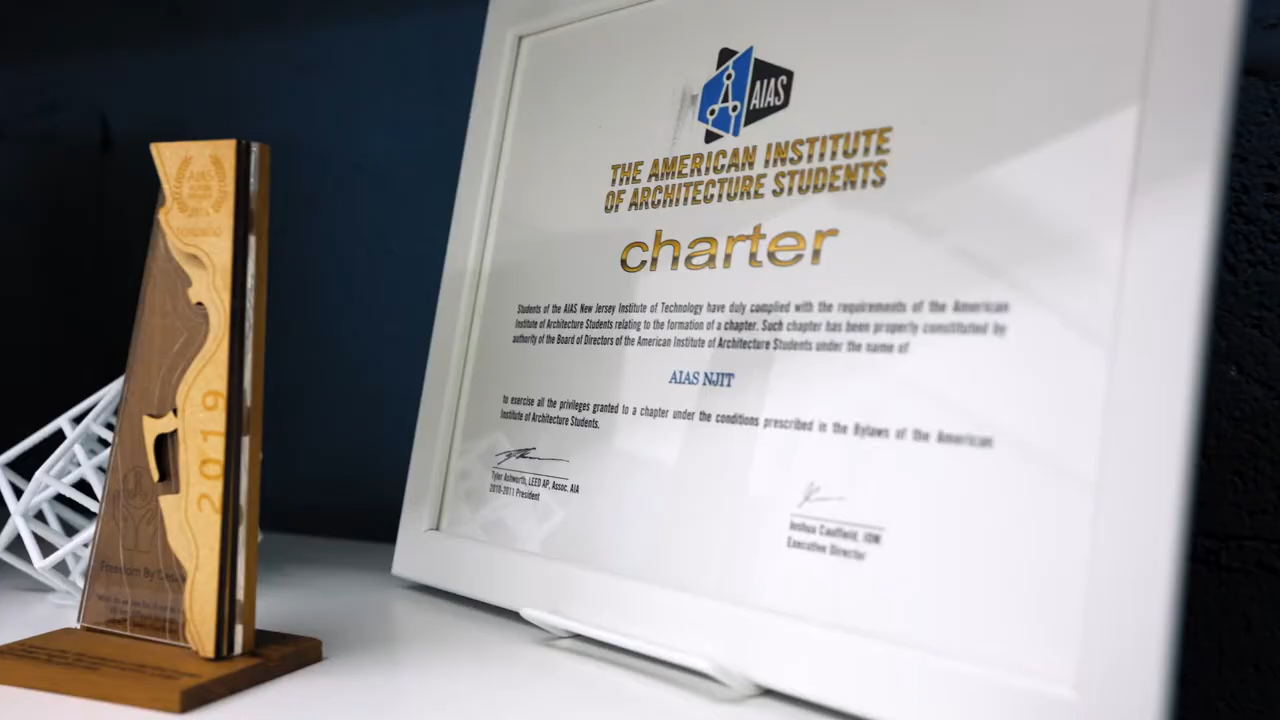 AIAS
TORONTO
2019
Freedom By Design
AIAS
THE AMERICAN INSTITUTE
OF ARCHITECTURE STUDENTS
charter
Students of the AIAS New Jersey Institute of Technology have duly complied with the requirements of the American
Institute of Architecture Students relating to the formation of a chapter. Such chapter has been properly constituted by
authority of the Board of Directors of the American Institute of Architecture Students under the name of
AIAS NJIT
to exercise all the privileges granted to a chapter under the conditions prescribed in the Bylaws of the American
Institute of Architecture Students.
Tyler Ashworth, LEED AP, Assoc. AIA
2010-2011 President
Joshua Caulfield, IOM
Executive Director